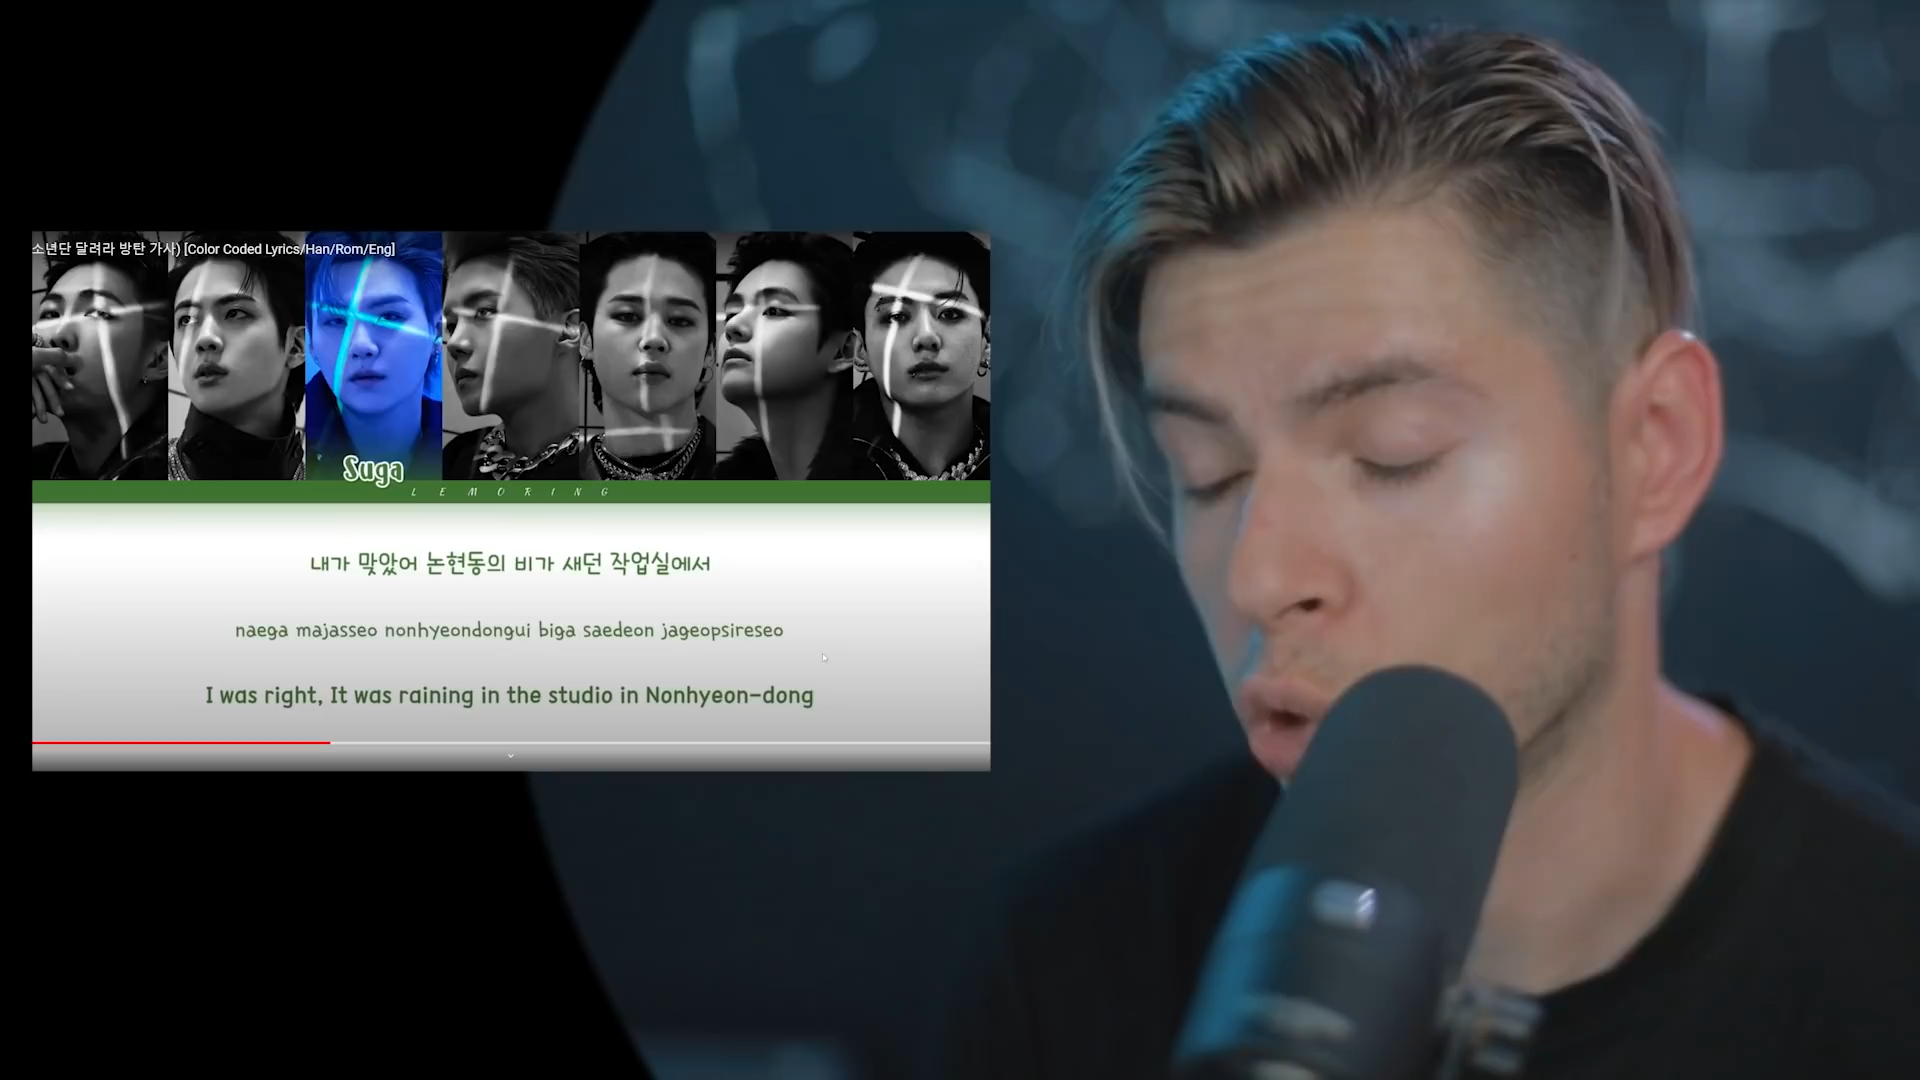 소년단 달려라 방탄 가사) [Color Coded Lyrics/Han/Rom/Eng]
Suga
LEMORING
내가 맞았어 논현동의 비가 새던 작업실에서
naega majasseo nonhyeondongui biga saedeon jageopsireseo
I was right, It was raining in the studio in Nonhyeon-dong